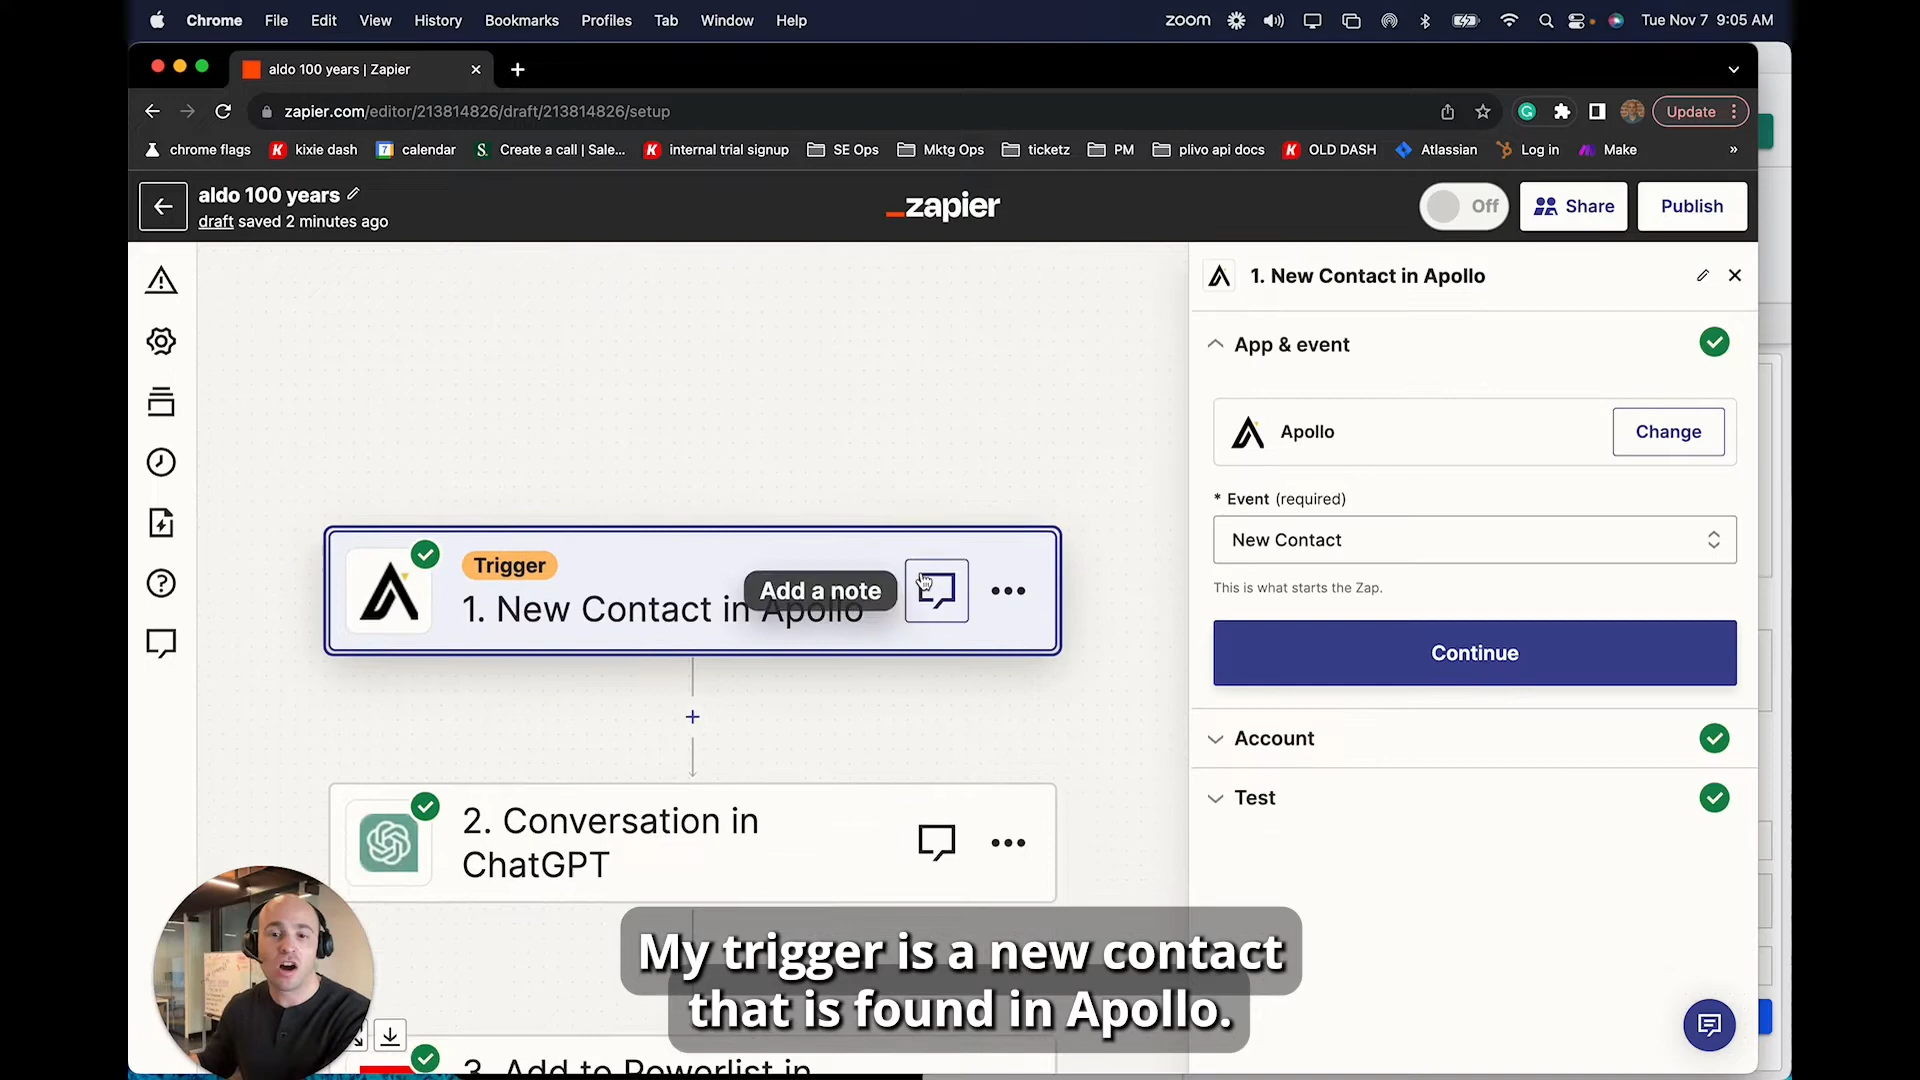 Chrome File Edit View History Bookmarks Profiles Tab Window Help
zoom
Tue Nov 7 9:05 AM
aldo 100 years | Zapier
zapier.com/editor/213814826/draft/213814826/setup
Update
chrome flags
kixie dash
calendar
Create a call | Sale...
internal trial signup
SE Ops
Mktg Ops
ticketz
PM
plivo api docs
OLD DASH
Atlassian
Log in
Make
»
aldo 100 years
draft saved 2 minutes ago
_zapier
Off
Share
Publish
Trigger
1. New Contact in Apollo
Add a note
2. Conversation in
ChatGPT
3. Add to Powerlist in
1. New Contact in Apollo
App & event
Apollo
Change
* Event (required)
New Contact
This is what starts the Zap.
Continue
Account
Test
My trigger is a new contact
that is found in Apollo.